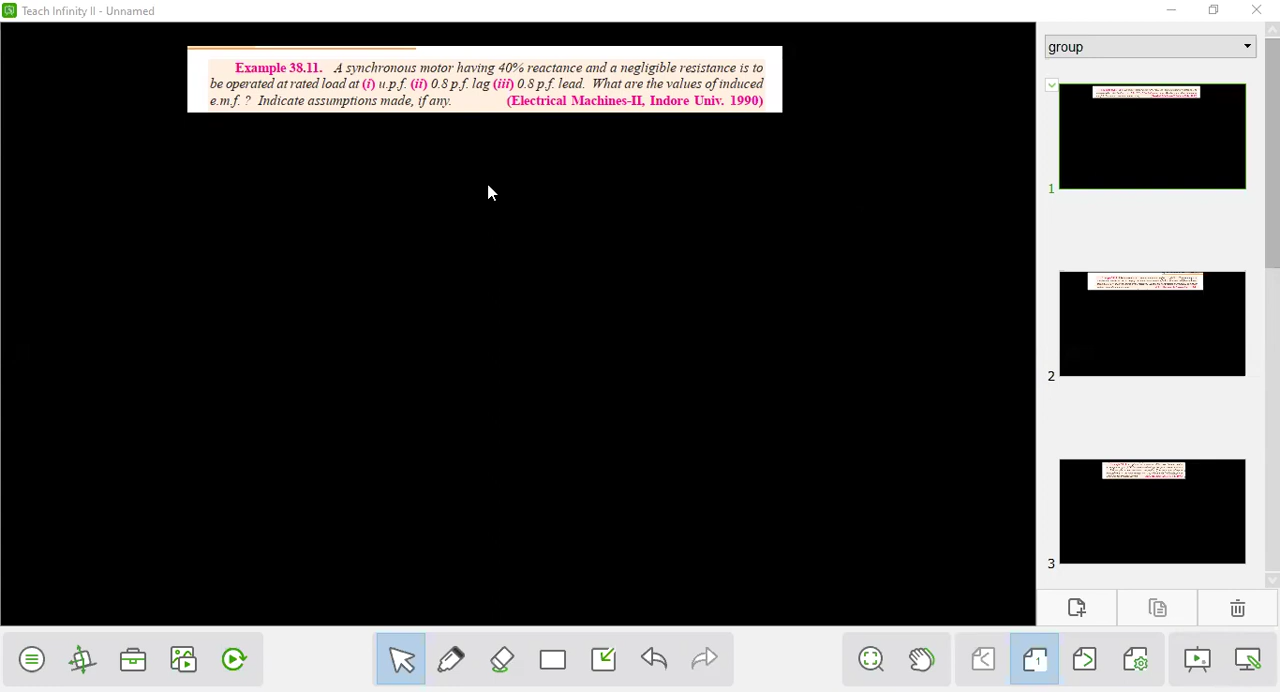 Teach Infinity II - Unnamed
Example 38.11. A synchronous motor having 40% reactance and a negligible resistance is to
be operated at rated load at (i) u.p.f. (ii) 0.8 p.f. lag (iii) 0.8 p.f. lead. What are the values of induced
e.m.f. ? Indicate assumptions made, if any. (Electrical Machines-II, Indore Univ. 1990)
group
1
2
3
1